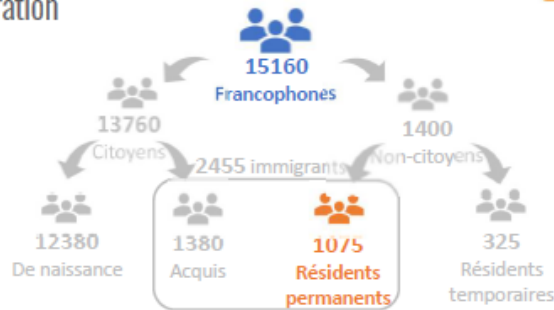 15160
Francophones
13760
Citoyens
1400
Non-citoyens
2455 immigrants
12380
De naissance
1380
Acquis
1075
Résidents
permanents
325
Résidents
temporaires